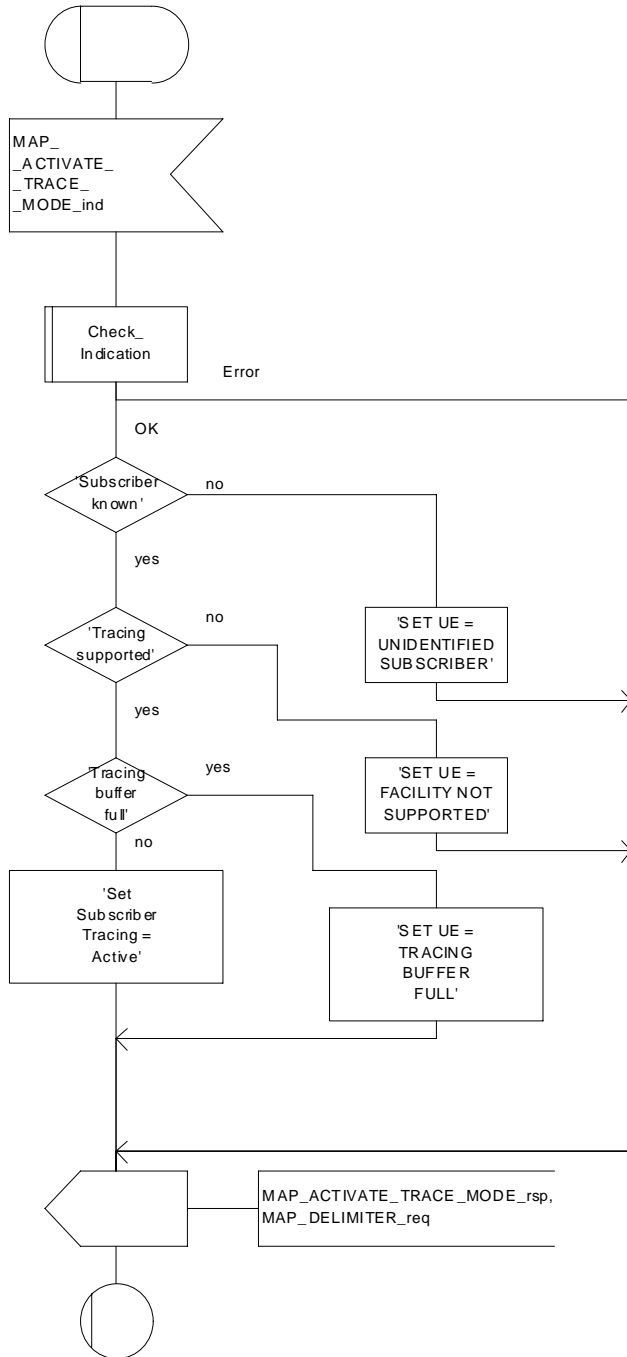 MAP_
_ACTIVATE_
_TRACE_
_MODE_ind
Check_
Indication
Error
OK
'Subscriber
known'
no
yes
'Tracing
supported'
no
'SET UE =
UNIDENTIFIED
SUBSCRIBER'
yes
'Tracing
buffer
full'
yes
'SET UE =
FACILITY NOT
SUPPORTED'
no
'Set
Subscriber
Tracing =
Active'
'SET UE =
TRACING
BUFFER
FULL'
MAP_ACTIVATE_TRACE_MODE_rsp,
MAP_DELIMITER_req